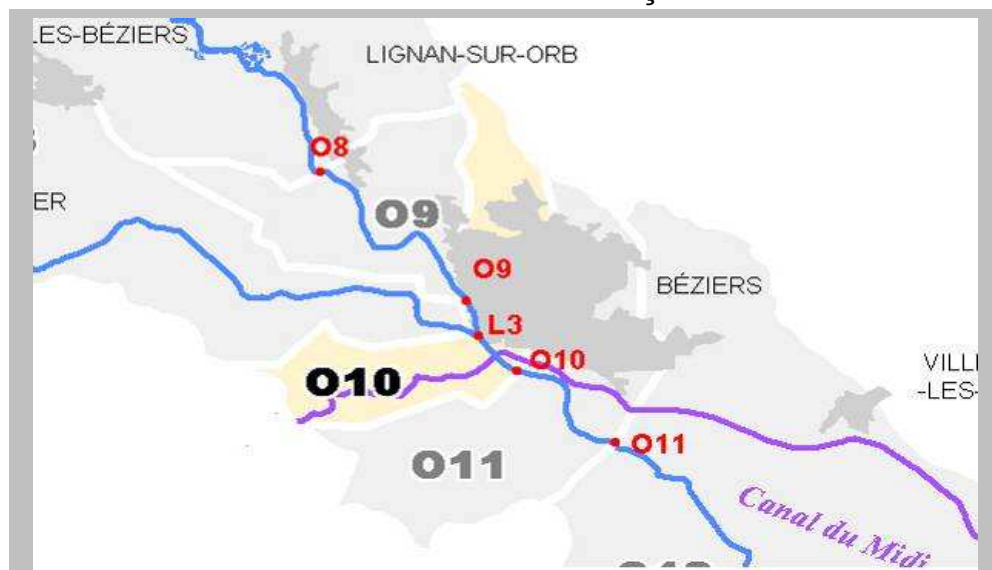 LES-BÉZIERS
LIGNAN-SUR-ORB
O8
ER
O9
O9
BÉZIERS
L3
O10
O10
VILL
-LES-
O11
O11
Canal du Midi